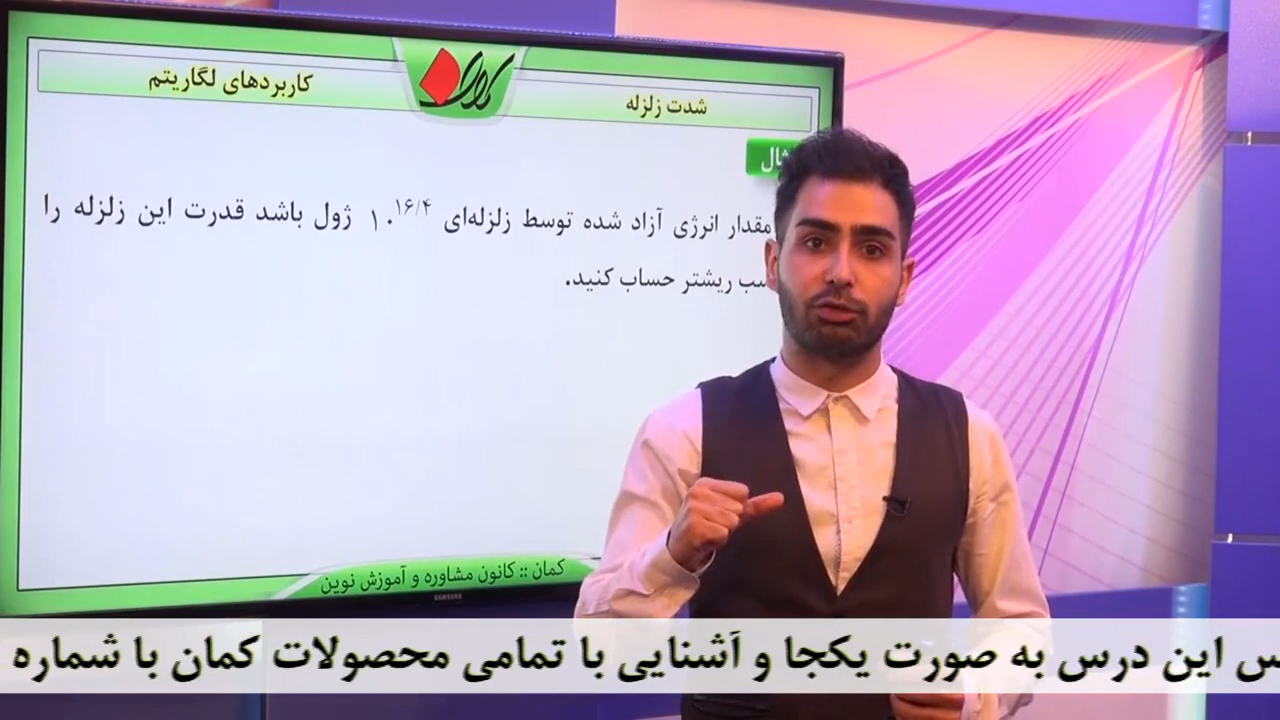 شدت زلزله
کاربردهای لگاریتم
مقدار انرژی آزاد شده توسط زلزله‌ای ۱۰^۱۶/۴ ژول باشد قدرت این زلزله را
ریشتر حساب کنید.
کمان :: کانون مشاوره و آموزش نوین
SAMSUNG
این درس به صورت یکجا و آشنایی با تمامی محصولات کمان با شماره